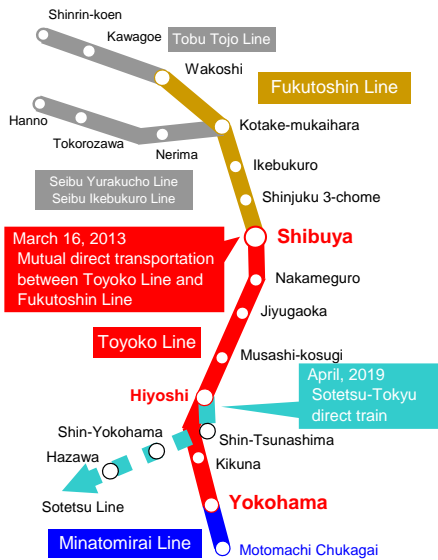 Shinrin-koen
Kawagoe
Tobu Tojo Line
Wakoshi
Fukutoshin Line
Hanno
Kotake-mukaihara
Tokorozawa
Nerima
Ikebukuro
Seibu Yurakucho Line
Seibu Ikebukuro Line
Shinjuku 3-chome
March 16, 2013
Mutual direct transportation
between Toyoko Line and
Fukutoshin Line
Shibuya
Nakameguro
Jiyugaoka
Toyoko Line
Musashi-kosugi
April, 2019
Sotetsu-Tokyu
direct train
Hiyoshi
Shin-Yokohama
Shin-Tsunashima
Hazawa
Kikuna
Sotetsu Line
Yokohama
Minatomirai Line
Motomachi Chukagai